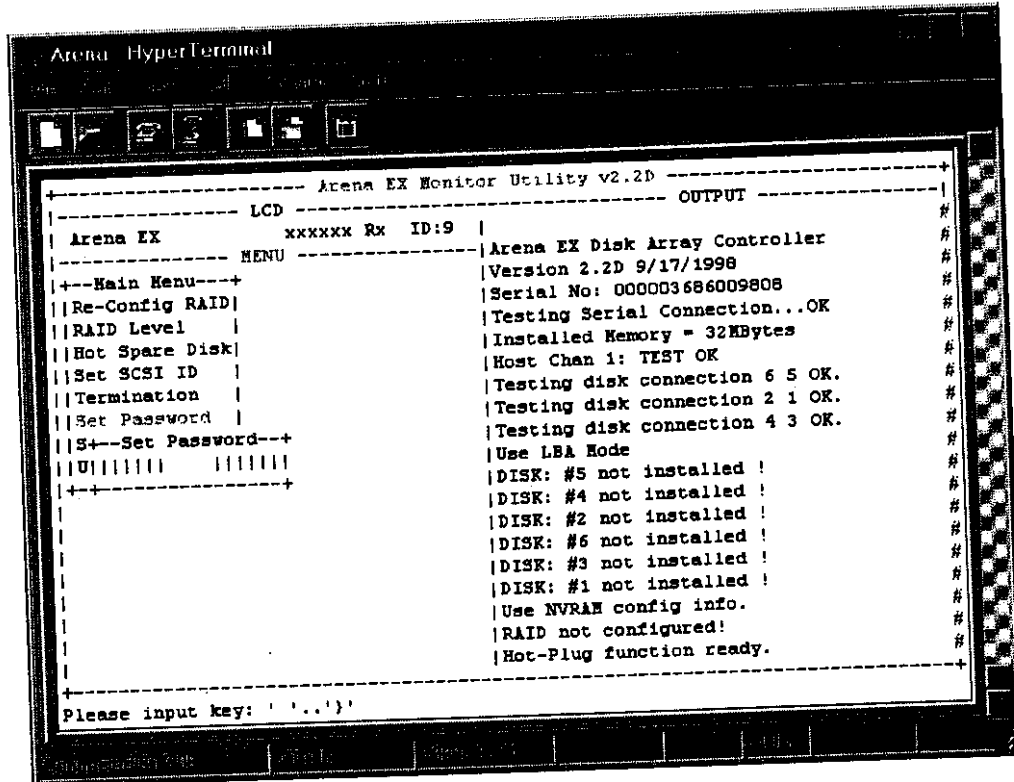 Arena HyperTerminal
Arena EX Monitor Utility v2.2D
LCD
Arena EX xxxxxx Rx ID:9
MENU
+--Main Menu---+
||Re-Config RAID|
||RAID Level |
||Hot Spare Disk|
||Set SCSI ID |
||Termination |
||Set Password |
||S+--Set Password--+
||U||||||| |||||||
OUTPUT
|Arena EX Disk Array Controller
|Version 2.2D 9/17/1998
|Serial No: 000003686009808
|Testing Serial Connection...OK
|Installed Memory = 32MBytes
|Host Chan 1: TEST OK
|Testing disk connection 6 5 OK.
|Testing disk connection 2 1 OK.
|Testing disk connection 4 3 OK.
|Use LBA Mode
|DISK: #5 not installed !
|DISK: #4 not installed !
|DISK: #2 not installed !
|DISK: #6 not installed !
|DISK: #3 not installed !
|DISK: #1 not installed !
|Use NVRAM config info.
|RAID not configured!
|Hot-Plug function ready.
Please input key: ' '..'}'